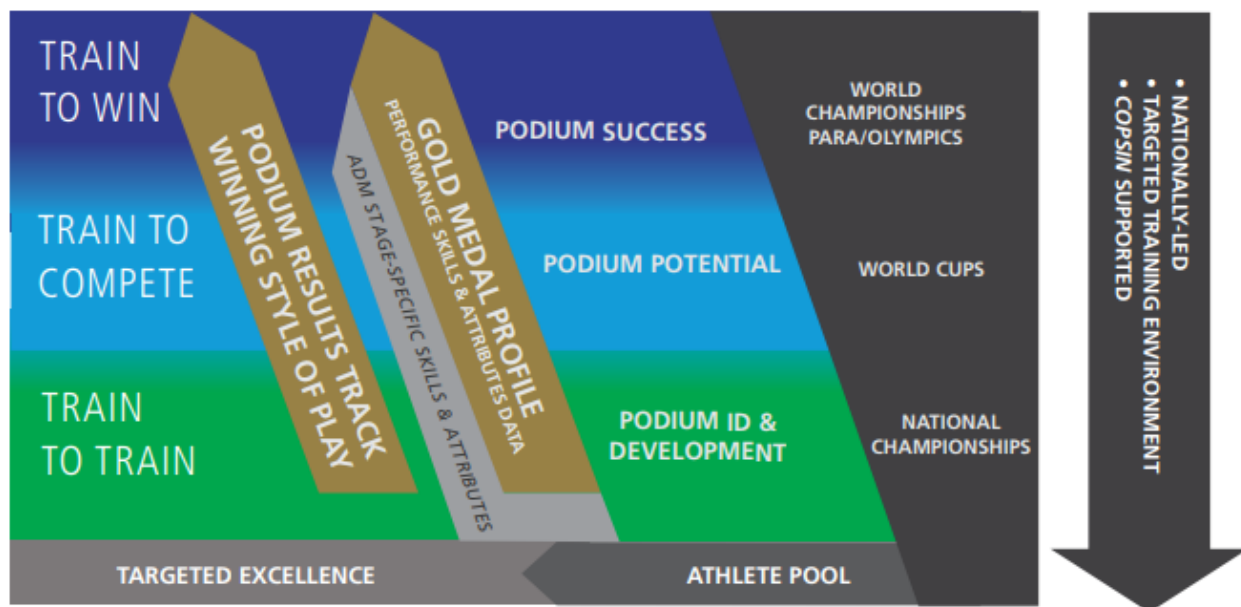 TRAIN
TO WIN
TRAIN TO
COMPETE
TRAIN
TO TRAIN
PODIUM RESULTS TRACK
WINNING STYLE OF PLAY
ADM STAGE-SPECIFIC SKILLS & ATTRIBUTES
GOLD MEDAL PROFILE
PERFORMANCE SKILLS & ATTRIBUTES DATA
PODIUM SUCCESS
PODIUM POTENTIAL
PODIUM ID &
DEVELOPMENT
WORLD
CHAMPIONSHIPS
PARA/OLYMPICS
WORLD CUPS
NATIONAL
CHAMPIONSHIPS
• NATIONALLY-LED
• TARGETED TRAINING ENVIRONMENT
• COPSIN SUPPORTED
TARGETED EXCELLENCE
ATHLETE POOL